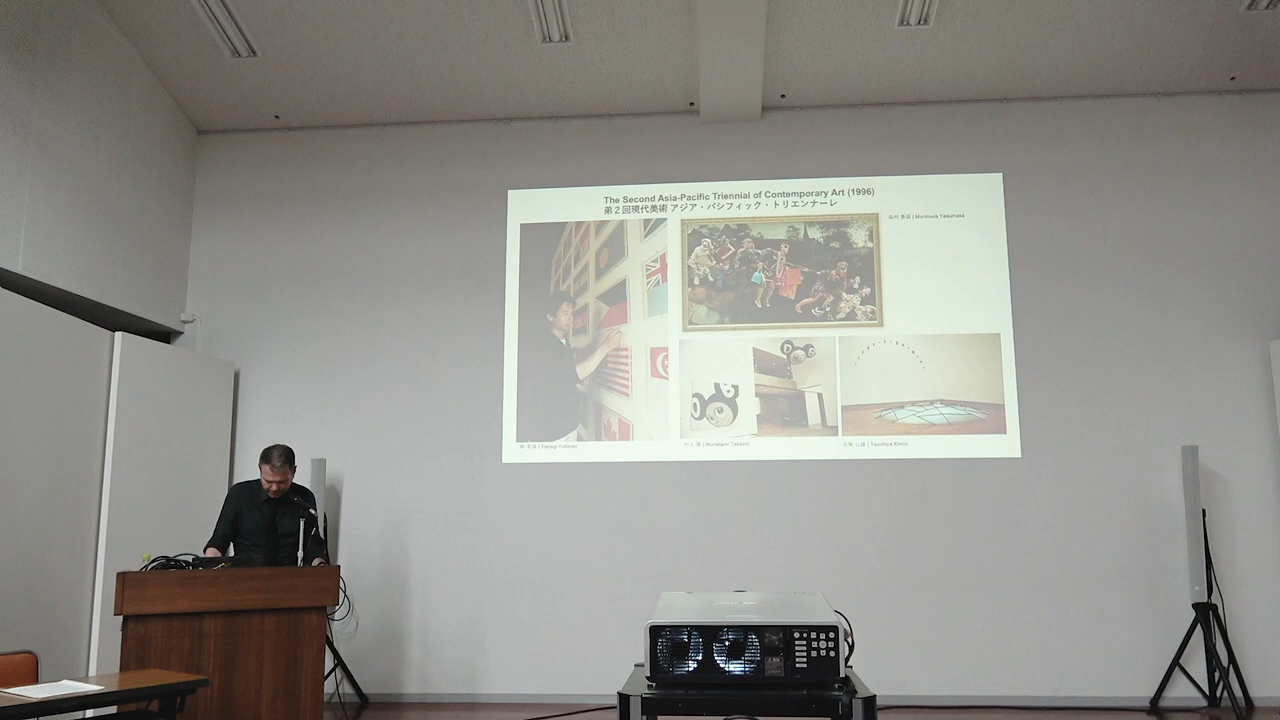 The Second Asia-Pacific Triennial of Contemporary Art (1996)
第2回現代美術 アジア・パシフィック・トリエンナーレ
森村 泰昌 | Morimura Yasumasa
柳 幸典 | Yanagi Yukinori
村上 隆 | Murakami Takashi
土屋 公雄 | Tsuchiya Kimio